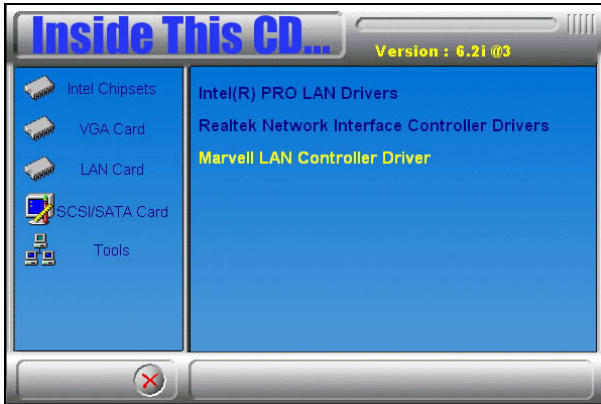 Inside This CD...
Version : 6.2i @3
Intel Chipsets
VGA Card
LAN Card
SCSI/SATA Card
Tools
Intel(R) PRO LAN Drivers
Realtek Network Interface Controller Drivers
Marvell LAN Controller Driver